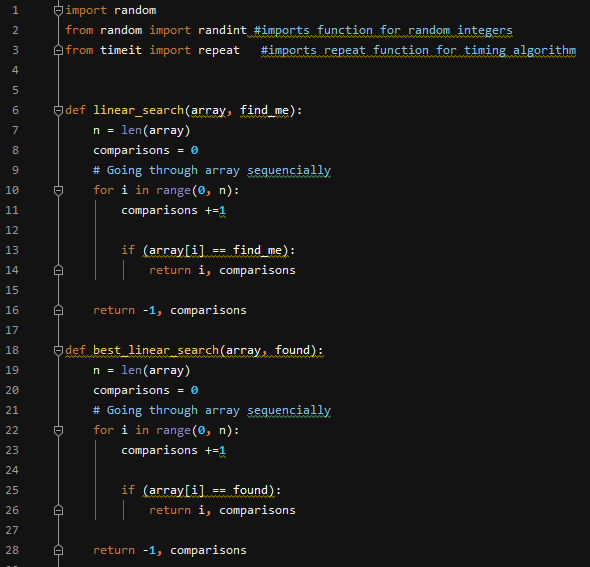 1 import random
2 from random import randint #imports function for random integers
3 from timeit import repeat   #imports repeat function for timing algorithm
4
5
6 def linear_search(array, find_me):
7     n = len(array)
8     comparisons = 0
9     # Going through array sequencially
10     for i in range(0, n):
11         comparisons +=1
12
13         if (array[i] == find_me):
14             return i, comparisons
15
16     return -1, comparisons
17
18 def best_linear_search(array, found):
19     n = len(array)
20     comparisons = 0
21     # Going through array sequencially
22     for i in range(0, n):
23         comparisons +=1
24
25         if (array[i] == found):
26             return i, comparisons
27
28     return -1, comparisons